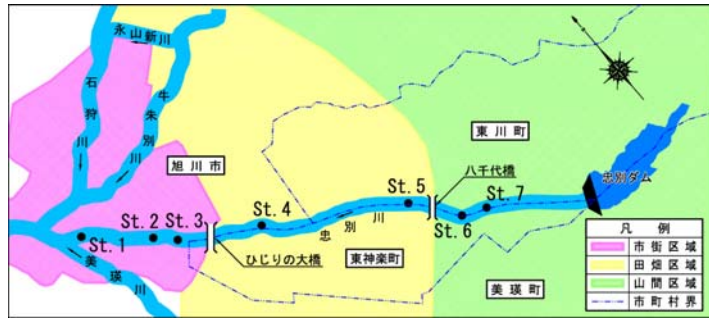 永山新川
石狩川
牛朱別川
旭川市
東川町
八千代橋
忠別ダム
St.1
St.2
St.3
St.4
St.5
St.6
St.7
忠別川
ひじりの大橋
東神楽町
美瑛川
美瑛町
凡例
市街区域
田畑区域
山間区域
市町村界